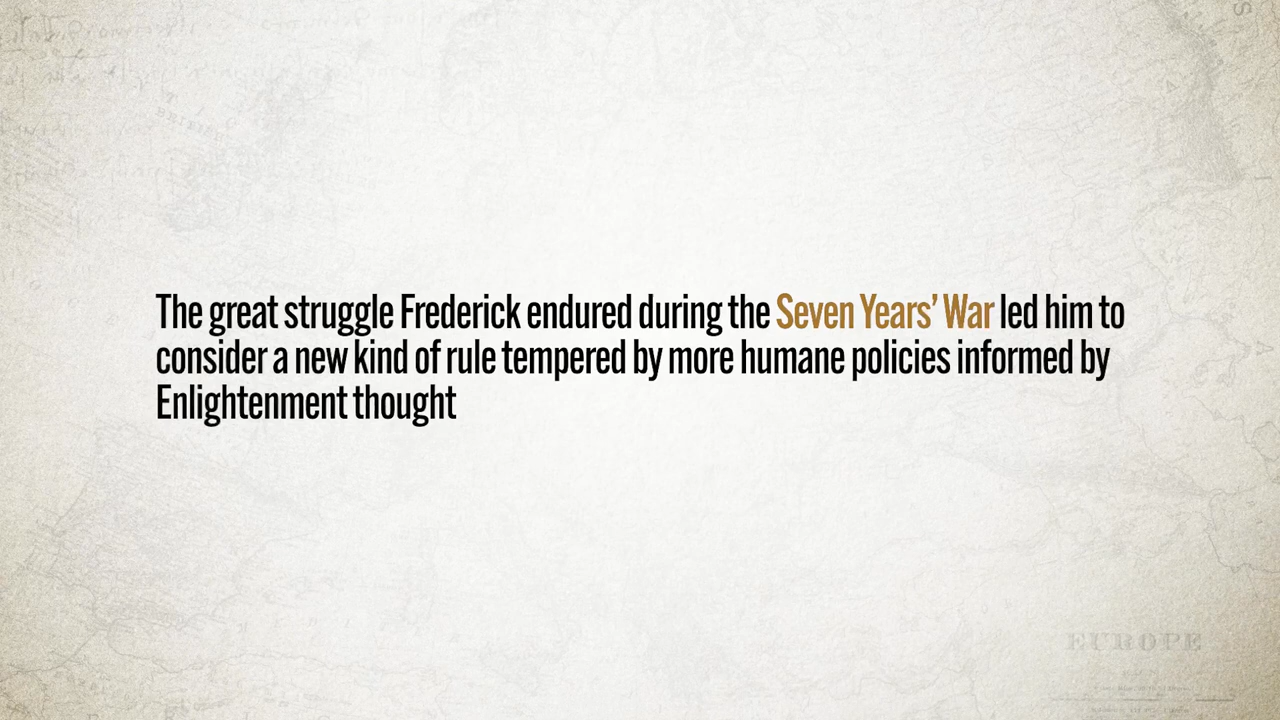 The great struggle Frederick endured during the Seven Years’ War led him to
consider a new kind of rule tempered by more humane policies informed by
Enlightenment thought
EUROPE